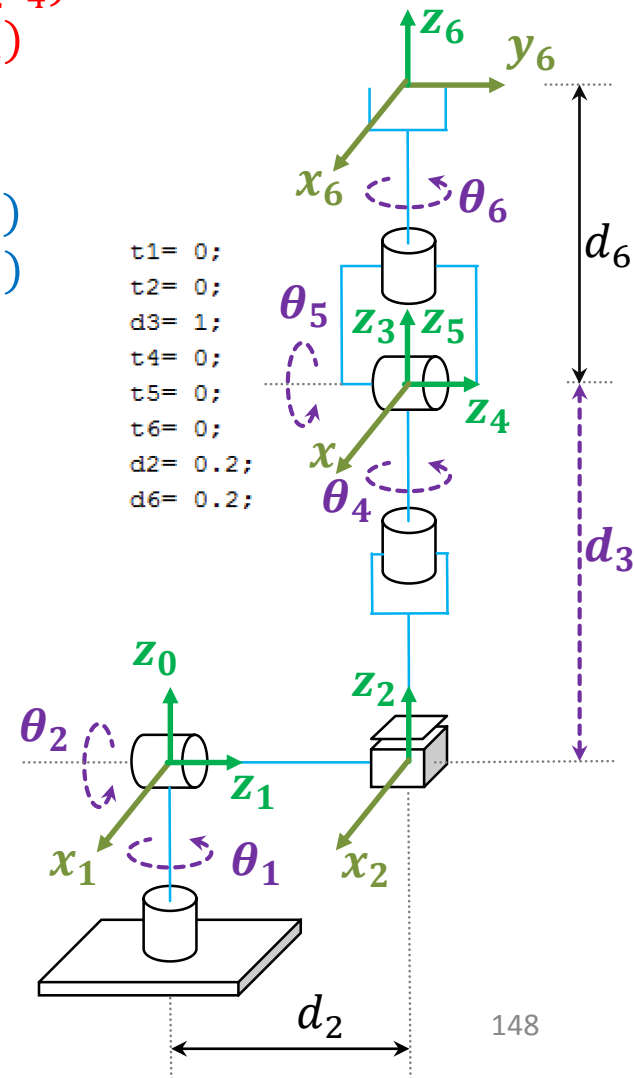 )
z₆
y₆
x₆
θ₆
)
)
d₆
t1= 0;
t2= 0;
d3= 1;
t4= 0;
t5= 0;
t6= 0;
d2= 0.2;
d6= 0.2;
θ₅
z₃ z₅
z₄
x
θ₄
d₃
z₀
z₂
θ₂
z₁
x₁
θ₁
x₂
d₂
148